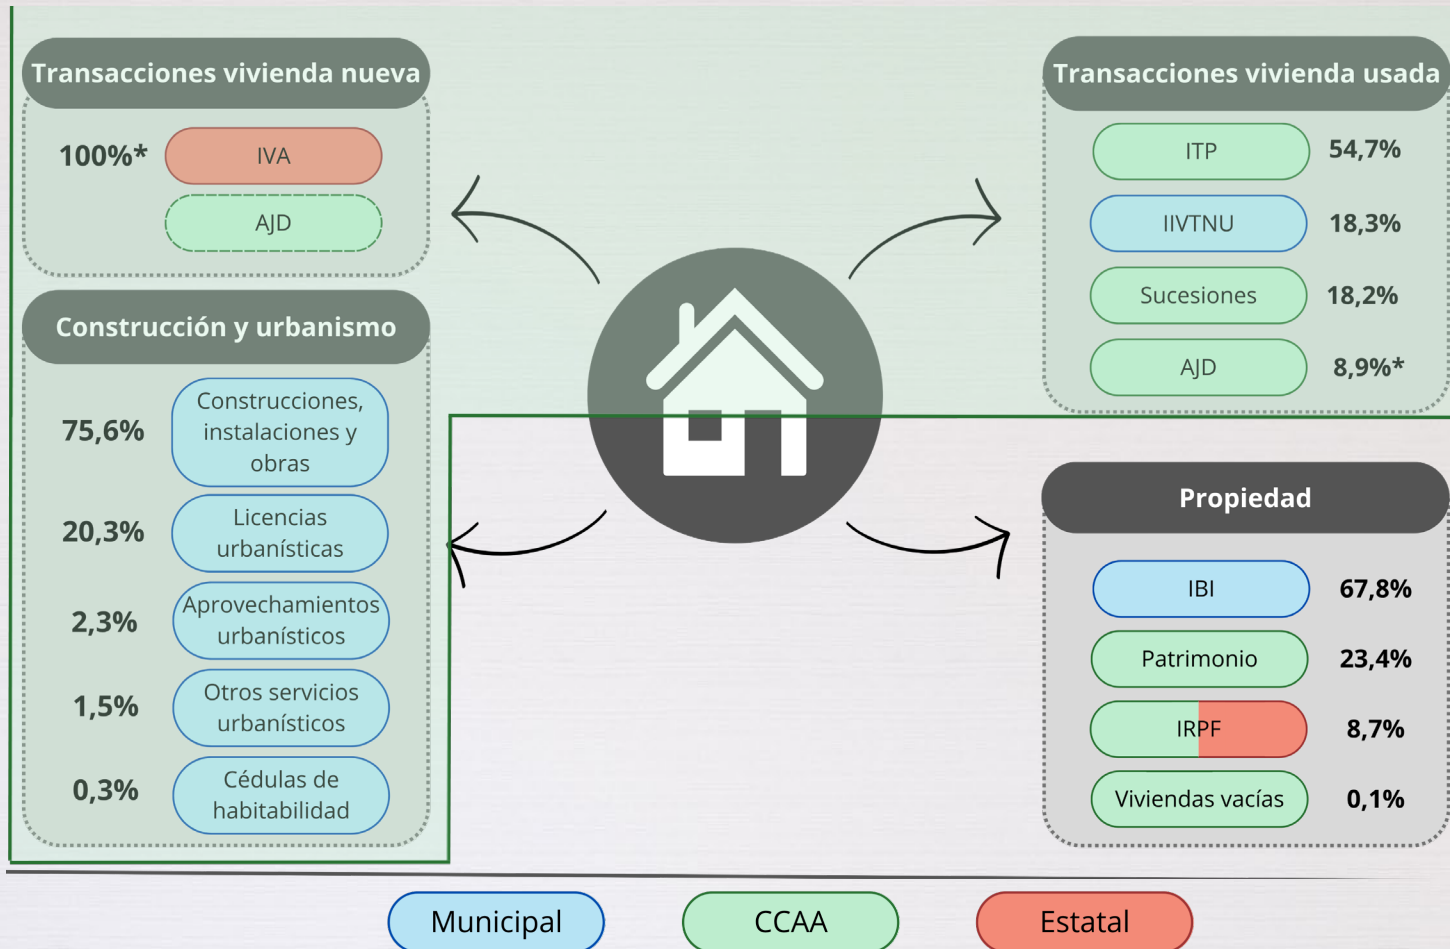 Transacciones vivienda nueva
100%* IVA
AJD
Construcción y urbanismo
75,6% Construcciones,
instalaciones y
obras
20,3% Licencias
urbanísticas
2,3% Aprovechamientos
urbanísticos
1,5% Otros servicios
urbanísticos
0,3% Cédulas de
habitabilidad
Transacciones vivienda usada
ITP 54,7%
IIVTNU 18,3%
Sucesiones 18,2%
AJD 8,9%*
Propiedad
IBI 67,8%
Patrimonio 23,4%
IRPF 8,7%
Viviendas vacías 0,1%
Municipal CCAA Estatal